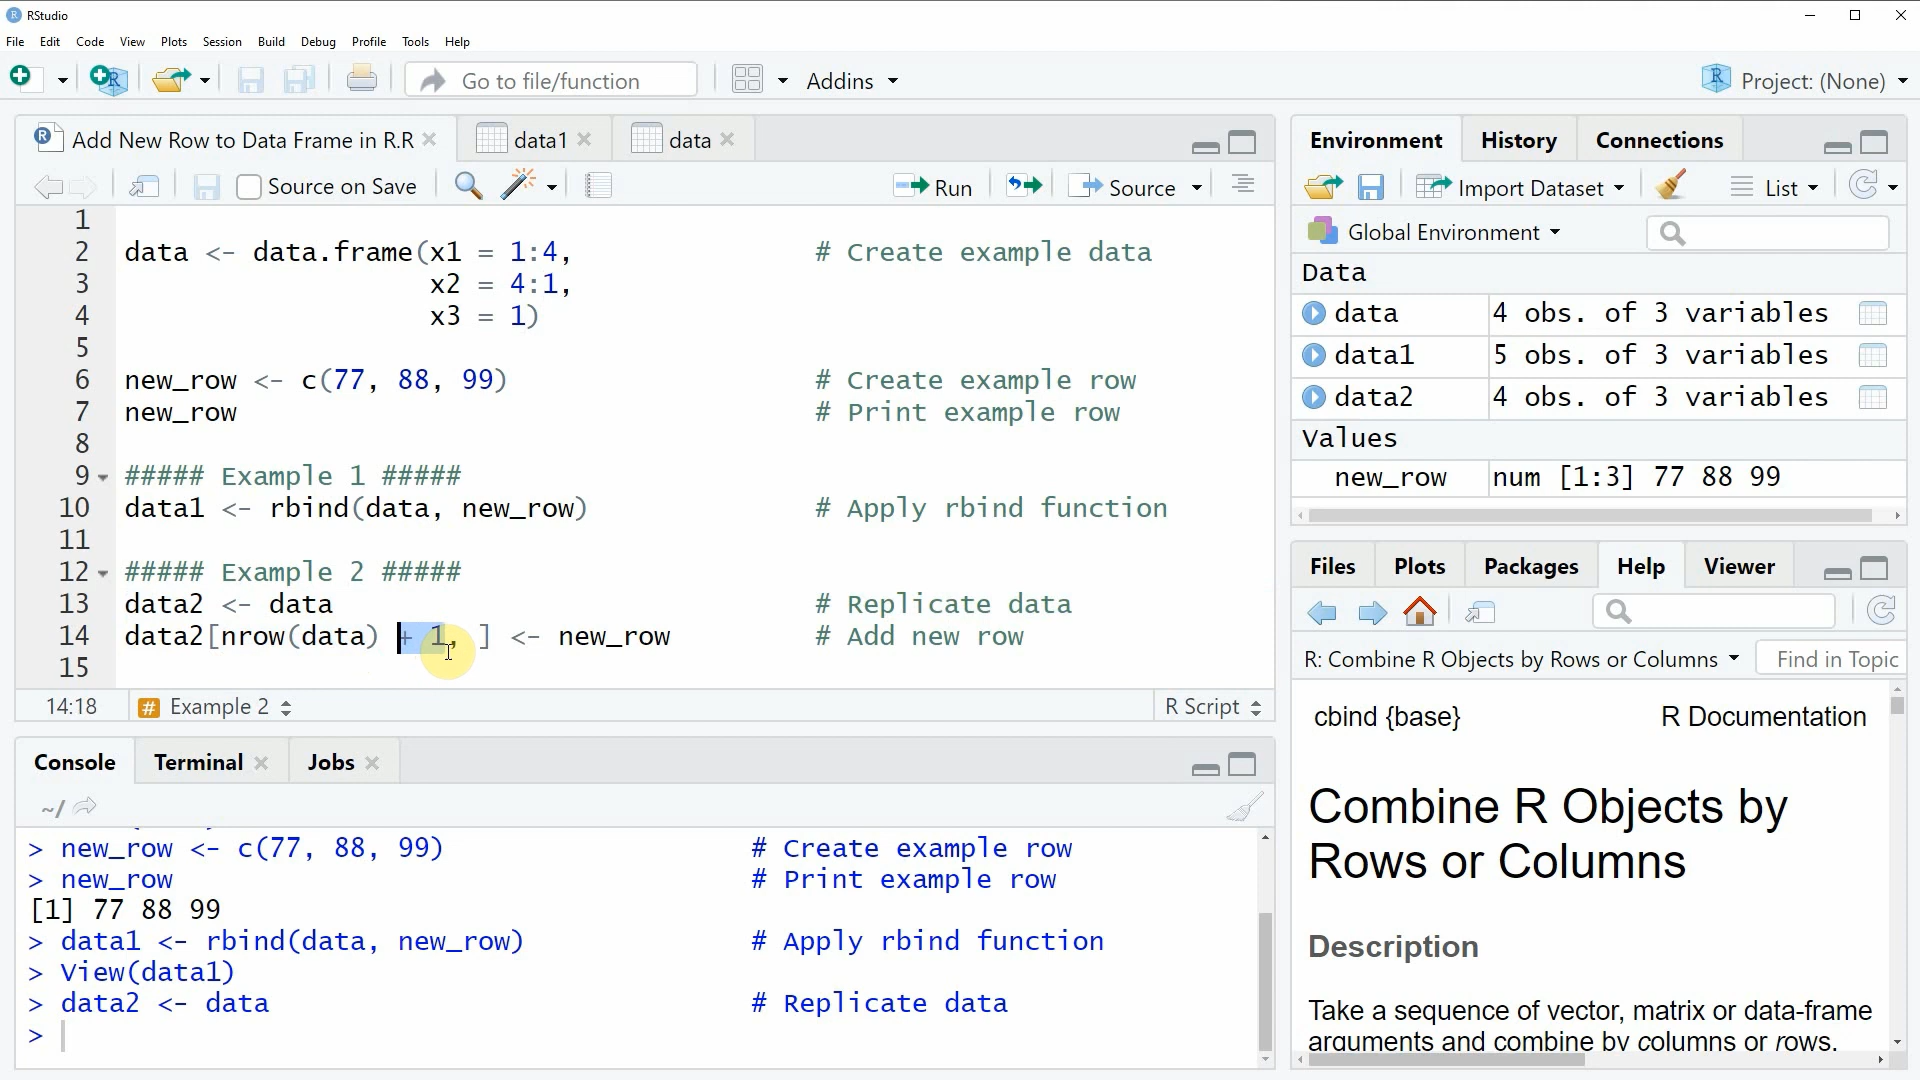 RStudio
File Edit Code View Plots Session Build Debug Profile Tools Help
Go to file/function Addins Project: (None)
Add New Row to Data Frame in R.R data1 data
Source on Save Run Source
1
2 data <- data.frame(x1 = 1:4, # Create example data
3 x2 = 4:1,
4 x3 = 1)
5
6 new_row <- c(77, 88, 99) # Create example row
7 new_row # Print example row
8
9 ##### Example 1 #####
10 data1 <- rbind(data, new_row) # Apply rbind function
11
12 ##### Example 2 #####
13 data2 <- data # Replicate data
14 data2[nrow(data) + 1, ] <- new_row # Add new row
15
14:18 # Example 2 R Script
Console Terminal Jobs
~/
> new_row <- c(77, 88, 99) # Create example row
> new_row # Print example row
[1] 77 88 99
> data1 <- rbind(data, new_row) # Apply rbind function
> View(data1)
> data2 <- data # Replicate data
>
Environment History Connections
Import Dataset List
Global Environment
Data
data 4 obs. of 3 variables
data1 5 obs. of 3 variables
data2 4 obs. of 3 variables
Values
new_row num [1:3] 77 88 99
Files Plots Packages Help Viewer
R: Combine R Objects by Rows or Columns Find in Topic
cbind {base} R Documentation
Combine R Objects by
Rows or Columns
Description
Take a sequence of vector, matrix or data-frame
arguments and combine by columns or rows.